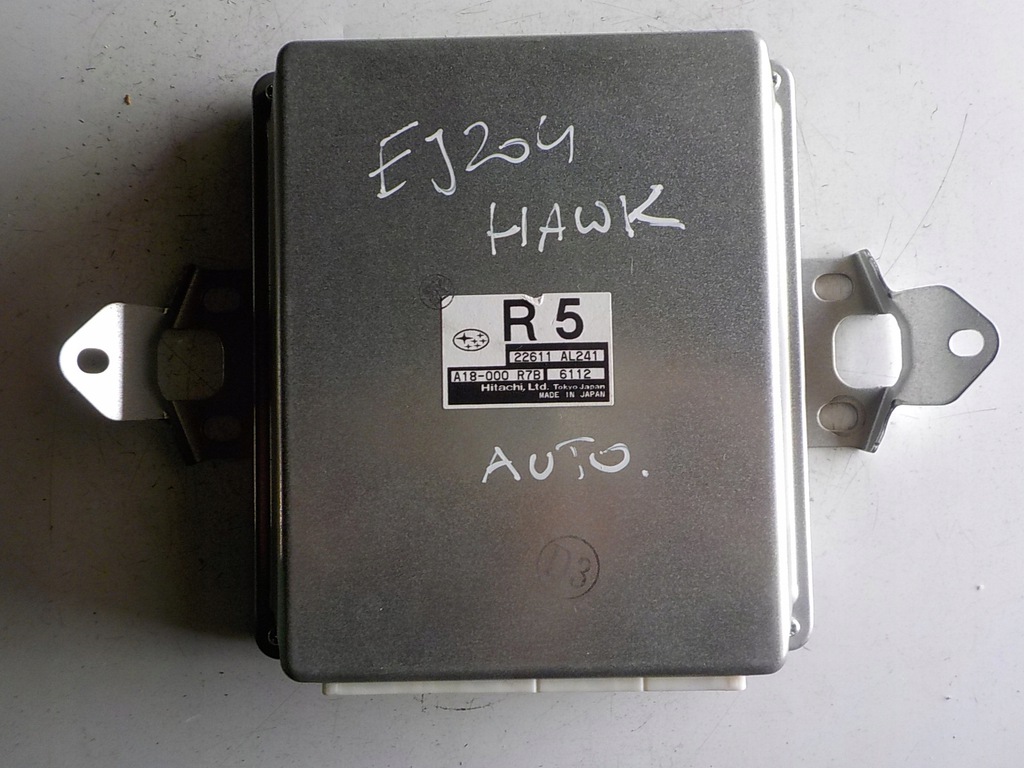 EJ204
HAWK
R 5
22611 AL241
A18-000 R7B 6112
Hitachi, Ltd. Tokyo Japan
MADE IN JAPAN
AUTO.